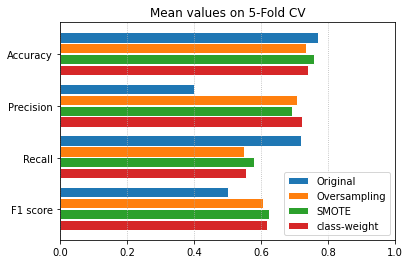 Mean values on 5-Fold CV
Accuracy
Precision
Recall
F1 score
Original
Oversampling
SMOTE
class-weight
0.0 0.2 0.4 0.6 0.8 1.0